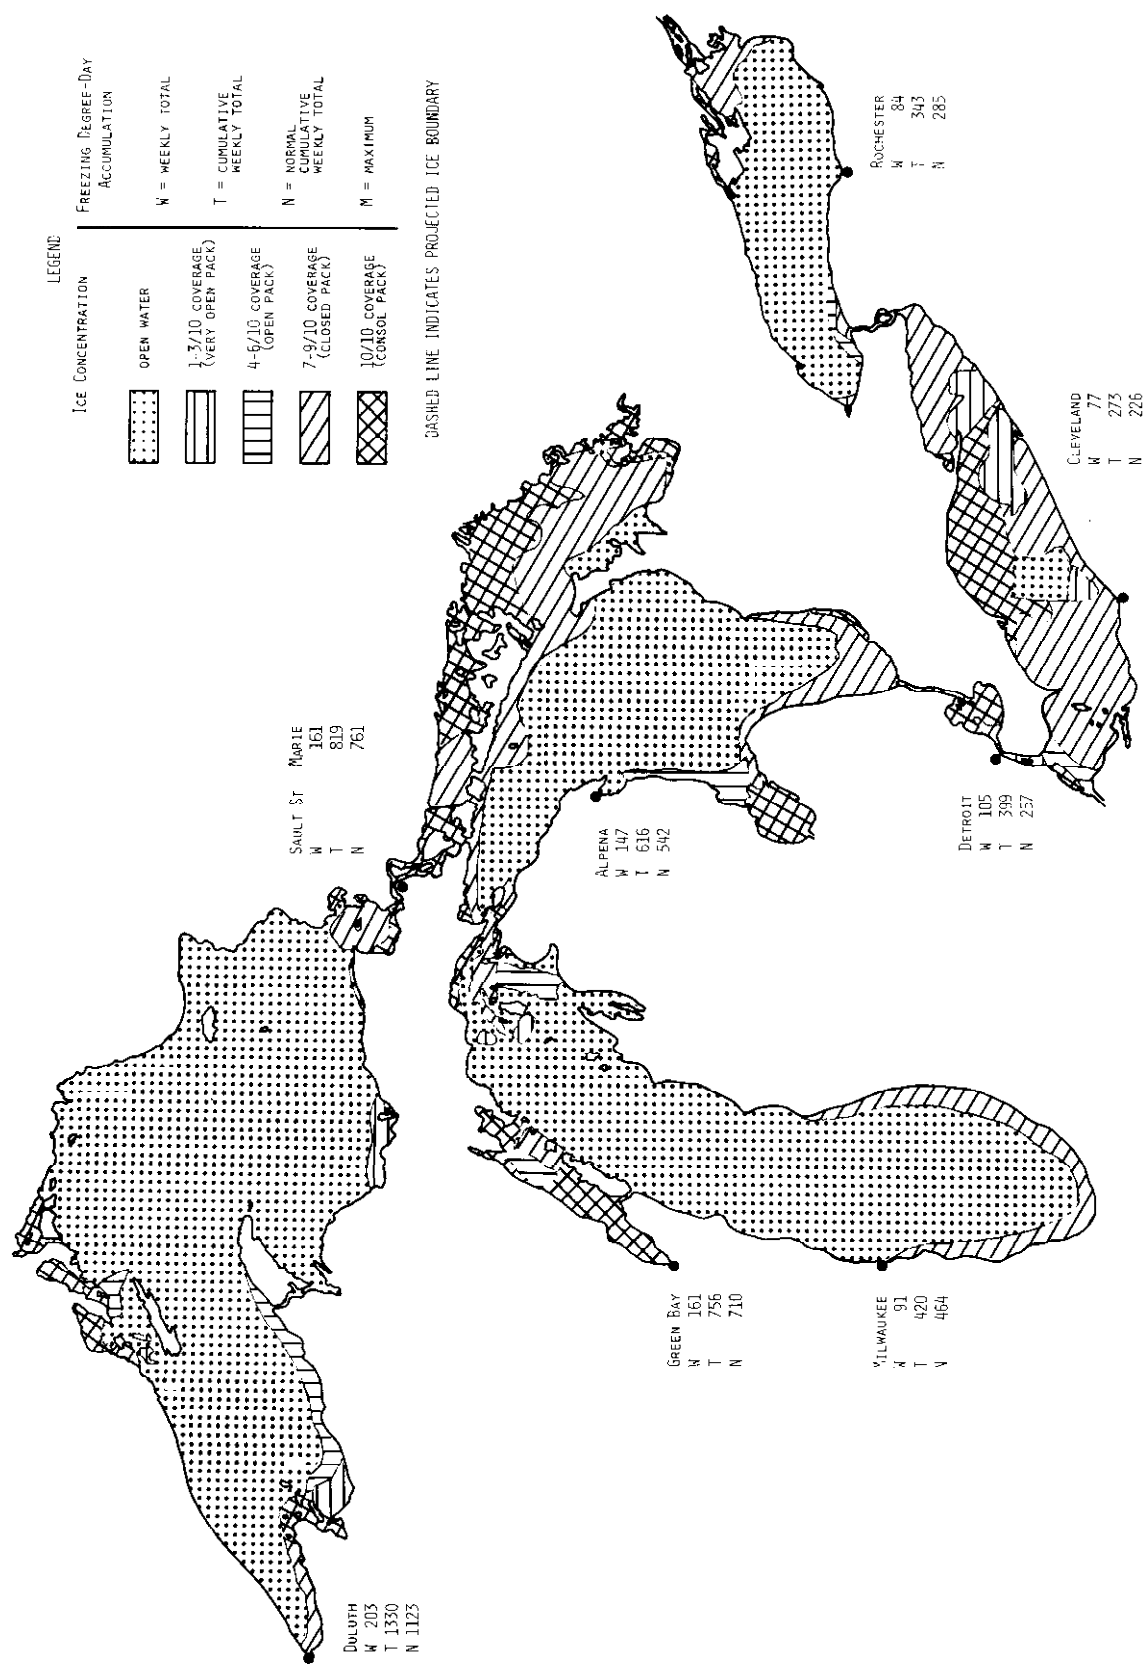 LEGEND
ICE CONCENTRATION
OPEN WATER
1-3/10 COVERAGE
(VERY OPEN PACK)
4-6/10 COVERAGE
(OPEN PACK)
7-9/10 COVERAGE
(CLOSED PACK)
10/10 COVERAGE
(CONSOL PACK)
FREEZING DEGREE-DAY
ACCUMULATION
W = WEEKLY TOTAL
T = CUMULATIVE
WEEKLY TOTAL
N = NORMAL
CUMULATIVE
WEEKLY TOTAL
M = MAXIMUM
DASHED LINE INDICATES PROJECTED ICE BOUNDARY
DULUTH
W 203
T 1330
N 1123
SAULT ST MARIE
W 161
T 819
N 761
GREEN BAY
W 161
T 756
N 710
MILWAUKEE
W 91
T 420
N 464
ALPENA
W 147
T 616
N 542
DETROIT
W 105
T 399
N 257
CLEVELAND
W 77
T 273
N 226
ROCHESTER
W 84
T 343
N 285